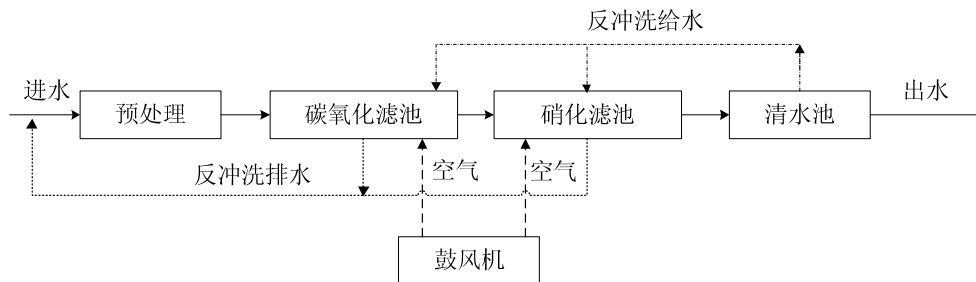 反冲洗给水
进水
预处理
碳氧化滤池
硝化滤池
清水池
出水
反冲洗排水
空气
空气
鼓风机